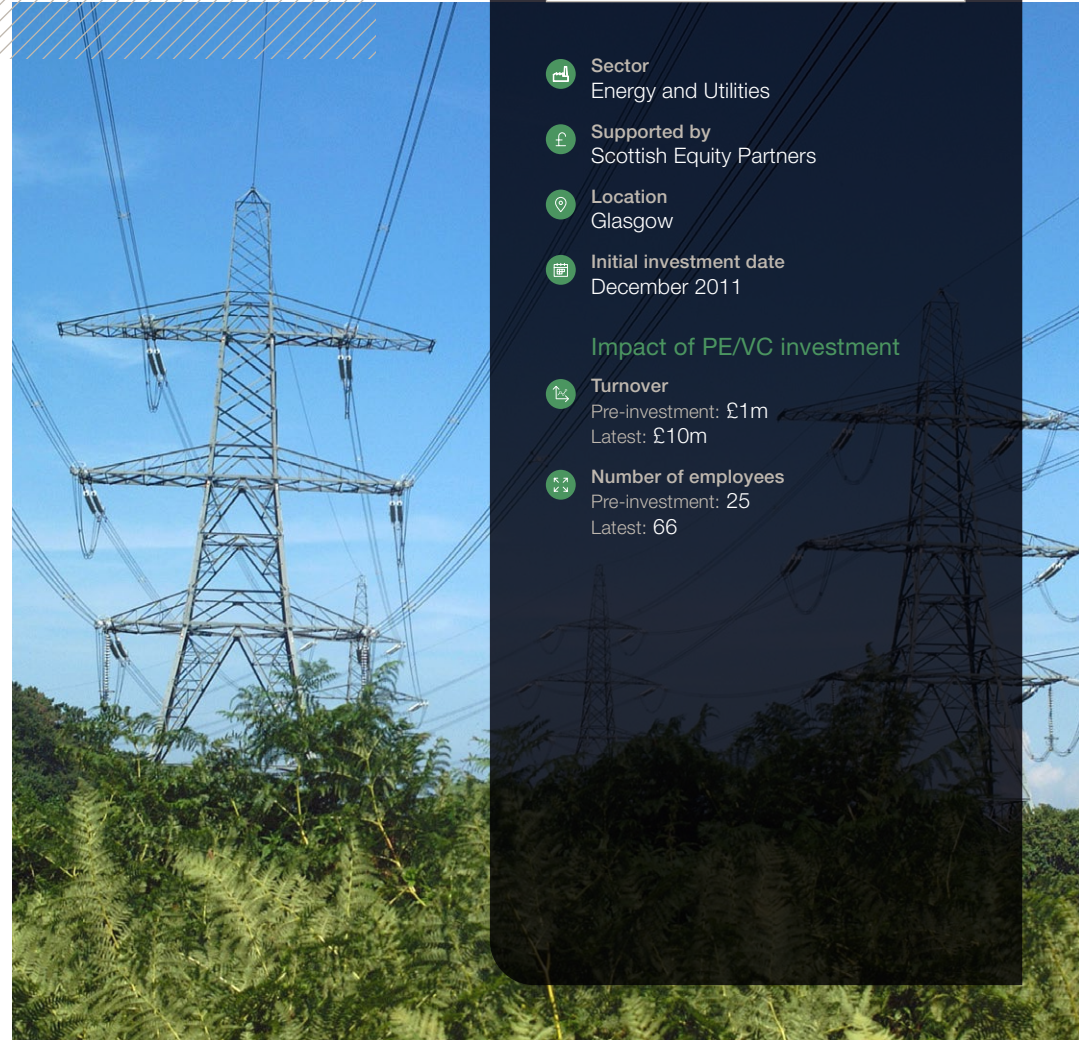 Sector
Energy and Utilities
Supported by
Scottish Equity Partners
Location
Glasgow
Initial investment date
December 2011
Impact of PE/VC investment
Turnover
Pre-investment: £1m
Latest: £10m
Number of employees
Pre-investment: 25
Latest: 66